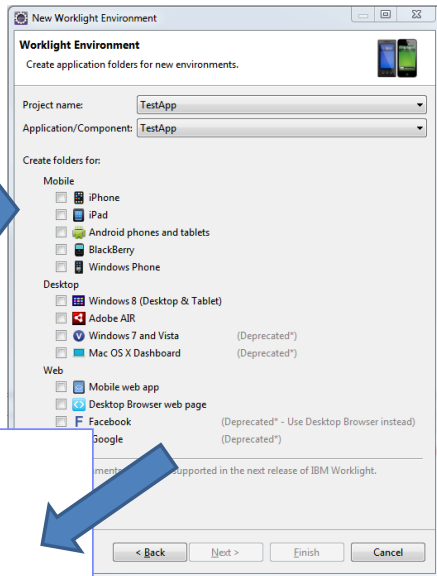 New Worklight Environment
Worklight Environment
Create application folders for new environments.
Project name: TestApp
Application/Component: TestApp
Create folders for:
Mobile
iPhone
iPad
Android phones and tablets
BlackBerry
Windows Phone
Desktop
Windows 8 (Desktop & Tablet)
Adobe AIR
Windows 7 and Vista (Deprecated*)
Mac OS X Dashboard (Deprecated*)
Web
Mobile web app
Desktop Browser web page
Facebook (Deprecated* - Use Desktop Browser instead)
Google (Deprecated*)
supported in the next release of IBM Worklight.
< Back Next > Finish Cancel